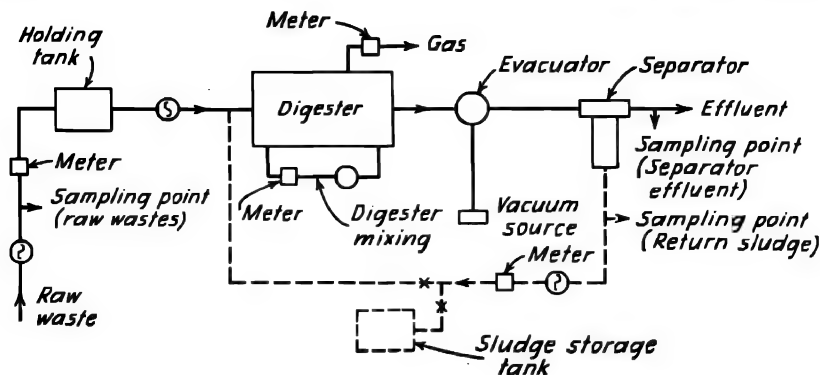 Meter
Gas
Holding
tank
Evacuator
Separator
Digester
Effluent
Meter
Sampling point
(raw wastes)
Meter
Digester
mixing
Vacuum
source
Sampling point
(Separator
effluent)
Sampling point
(Return sludge)
Meter
Raw
waste
Sludge storage
tank